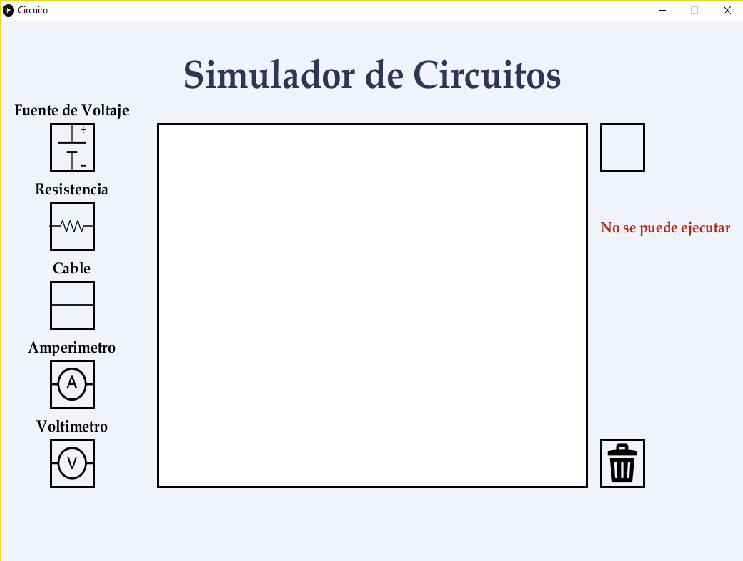 Circuito
Simulador de Circuitos
Fuente de Voltaje
+
-
Resistencia
Cable
Amperimetro
A
Voltimetro
V
No se puede ejecutar